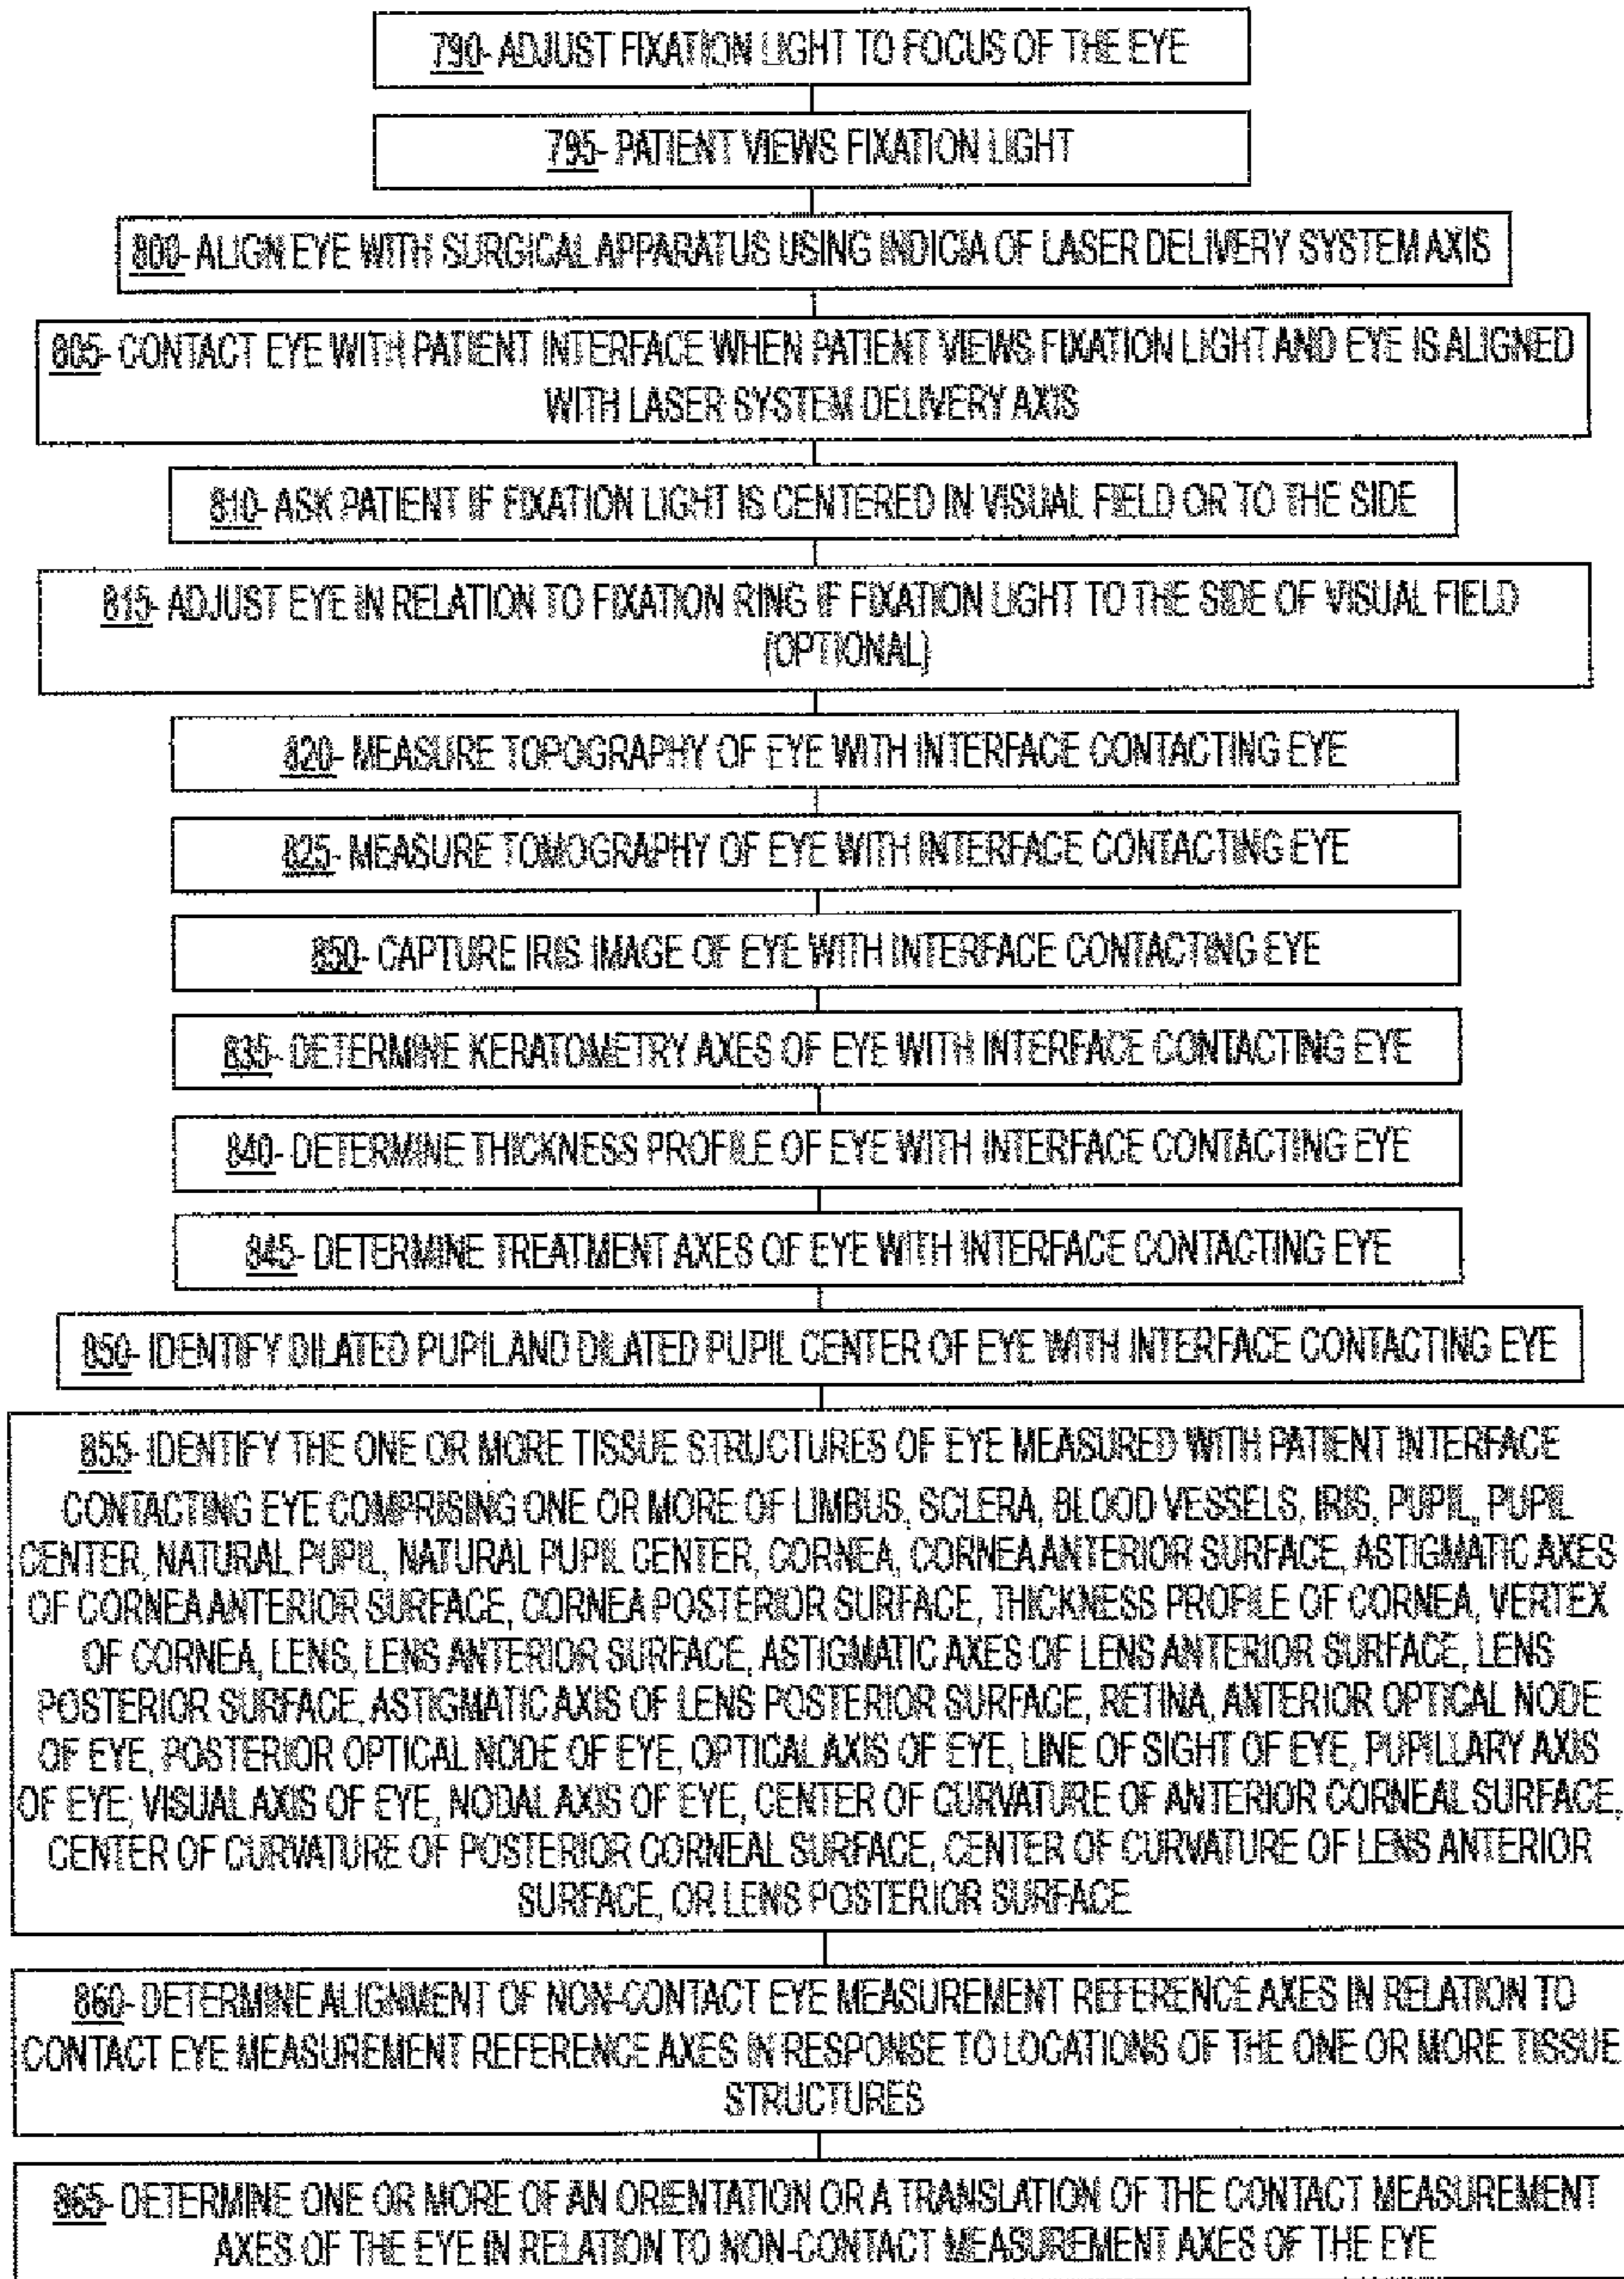 790- ADJUST FIXATION LIGHT TO FOCUS OF THE EYE
795- PATIENT VIEWS FIXATION LIGHT
800- ALIGN EYE WITH SURGICAL APPARATUS USING INDICIA OF LASER DELIVERY SYSTEM AXIS
805- CONTACT EYE WITH PATIENT INTERFACE WHEN PATIENT VIEWS FIXATION LIGHT AND EYE IS ALIGNED
WITH LASER SYSTEM DELIVERY AXIS
810- ASK PATIENT IF FIXATION LIGHT IS CENTERED IN VISUAL FIELD OR TO THE SIDE
815- ADJUST EYE IN RELATION TO FIXATION RING IF FIXATION LIGHT TO THE SIDE OF VISUAL FIELD
(OPTIONAL)
820- MEASURE TOPOGRAPHY OF EYE WITH INTERFACE CONTACTING EYE
825- MEASURE TOMOGRAPHY OF EYE WITH INTERFACE CONTACTING EYE
850- CAPTURE IRIS IMAGE OF EYE WITH INTERFACE CONTACTING EYE
835- DETERMINE KERATOMETRY AXES OF EYE WITH INTERFACE CONTACTING EYE
840- DETERMINE THICKNESS PROFILE OF EYE WITH INTERFACE CONTACTING EYE
845- DETERMINE TREATMENT AXES OF EYE WITH INTERFACE CONTACTING EYE
850- IDENTIFY DILATED PUPIL AND DILATED PUPIL CENTER OF EYE WITH INTERFACE CONTACTING EYE
855- IDENTIFY THE ONE OR MORE TISSUE STRUCTURES OF EYE MEASURED WITH PATIENT INTERFACE
CONTACTING EYE COMPRISING ONE OR MORE OF LIMBUS, SCLERA, BLOOD VESSELS, IRIS, PUPIL, PUPIL
CENTER, NATURAL PUPIL, NATURAL PUPIL CENTER, CORNEA, CORNEA ANTERIOR SURFACE, ASTIGMATIC AXES
OF CORNEA ANTERIOR SURFACE, CORNEA POSTERIOR SURFACE, THICKNESS PROFILE OF CORNEA, VERTEX
OF CORNEA, LENS, LENS ANTERIOR SURFACE, ASTIGMATIC AXES OF LENS ANTERIOR SURFACE, LENS
POSTERIOR SURFACE, ASTIGMATIC AXIS OF LENS POSTERIOR SURFACE, RETINA, ANTERIOR OPTICAL NODE
OF EYE, POSTERIOR OPTICAL NODE OF EYE, OPTICAL AXIS OF EYE, LINE OF SIGHT OF EYE, PUPILLARY AXIS
OF EYE, VISUAL AXIS OF EYE, NODAL AXIS OF EYE, CENTER OF CURVATURE OF ANTERIOR CORNEAL SURFACE,
CENTER OF CURVATURE OF POSTERIOR CORNEAL SURFACE, CENTER OF CURVATURE OF LENS ANTERIOR
SURFACE, OR LENS POSTERIOR SURFACE
860- DETERMINE ALIGNMENT OF NON-CONTACT EYE MEASUREMENT REFERENCE AXES IN RELATION TO
CONTACT EYE MEASUREMENT REFERENCE AXES IN RESPONSE TO LOCATIONS OF THE ONE OR MORE TISSUE
STRUCTURES
865- DETERMINE ONE OR MORE OF AN ORIENTATION OR A TRANSLATION OF THE CONTACT MEASUREMENT
AXES OF THE EYE IN RELATION TO NON-CONTACT MEASUREMENT AXES OF THE EYE